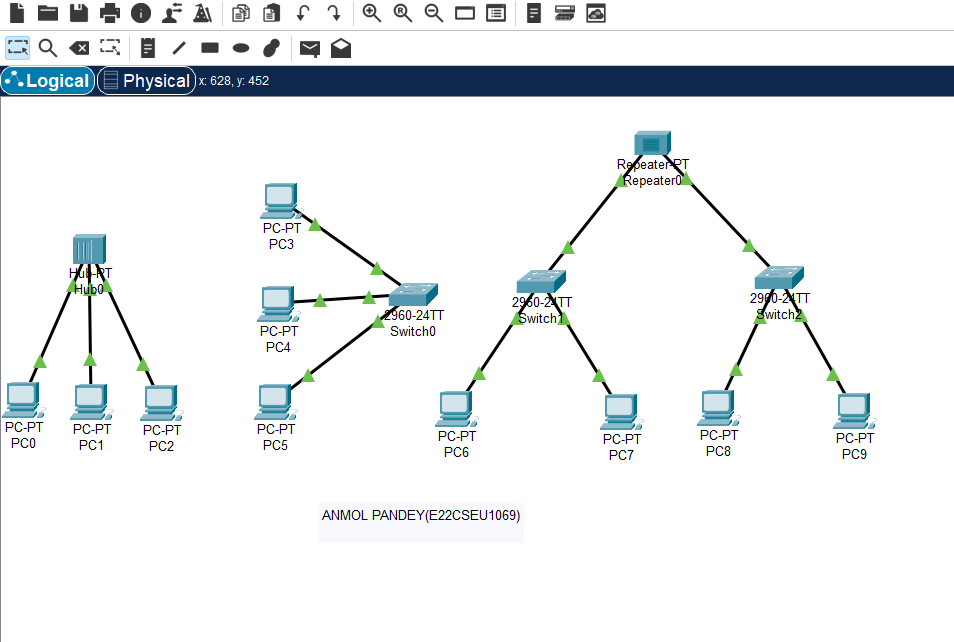 Logical Physical x: 628, y: 452
Repeater-PT
Repeater0
PC-PT
PC3
Hub-PT
Hub0
2960-24TT
Switch1
2960-24TT
Switch2
2960-24TT
Switch0
PC-PT
PC4
PC-PT
PC0
PC-PT
PC1
PC-PT
PC2
PC-PT
PC5
PC-PT
PC6
PC-PT
PC7
PC-PT
PC8
PC-PT
PC9
ANMOL PANDEY(E22CSEU1069)